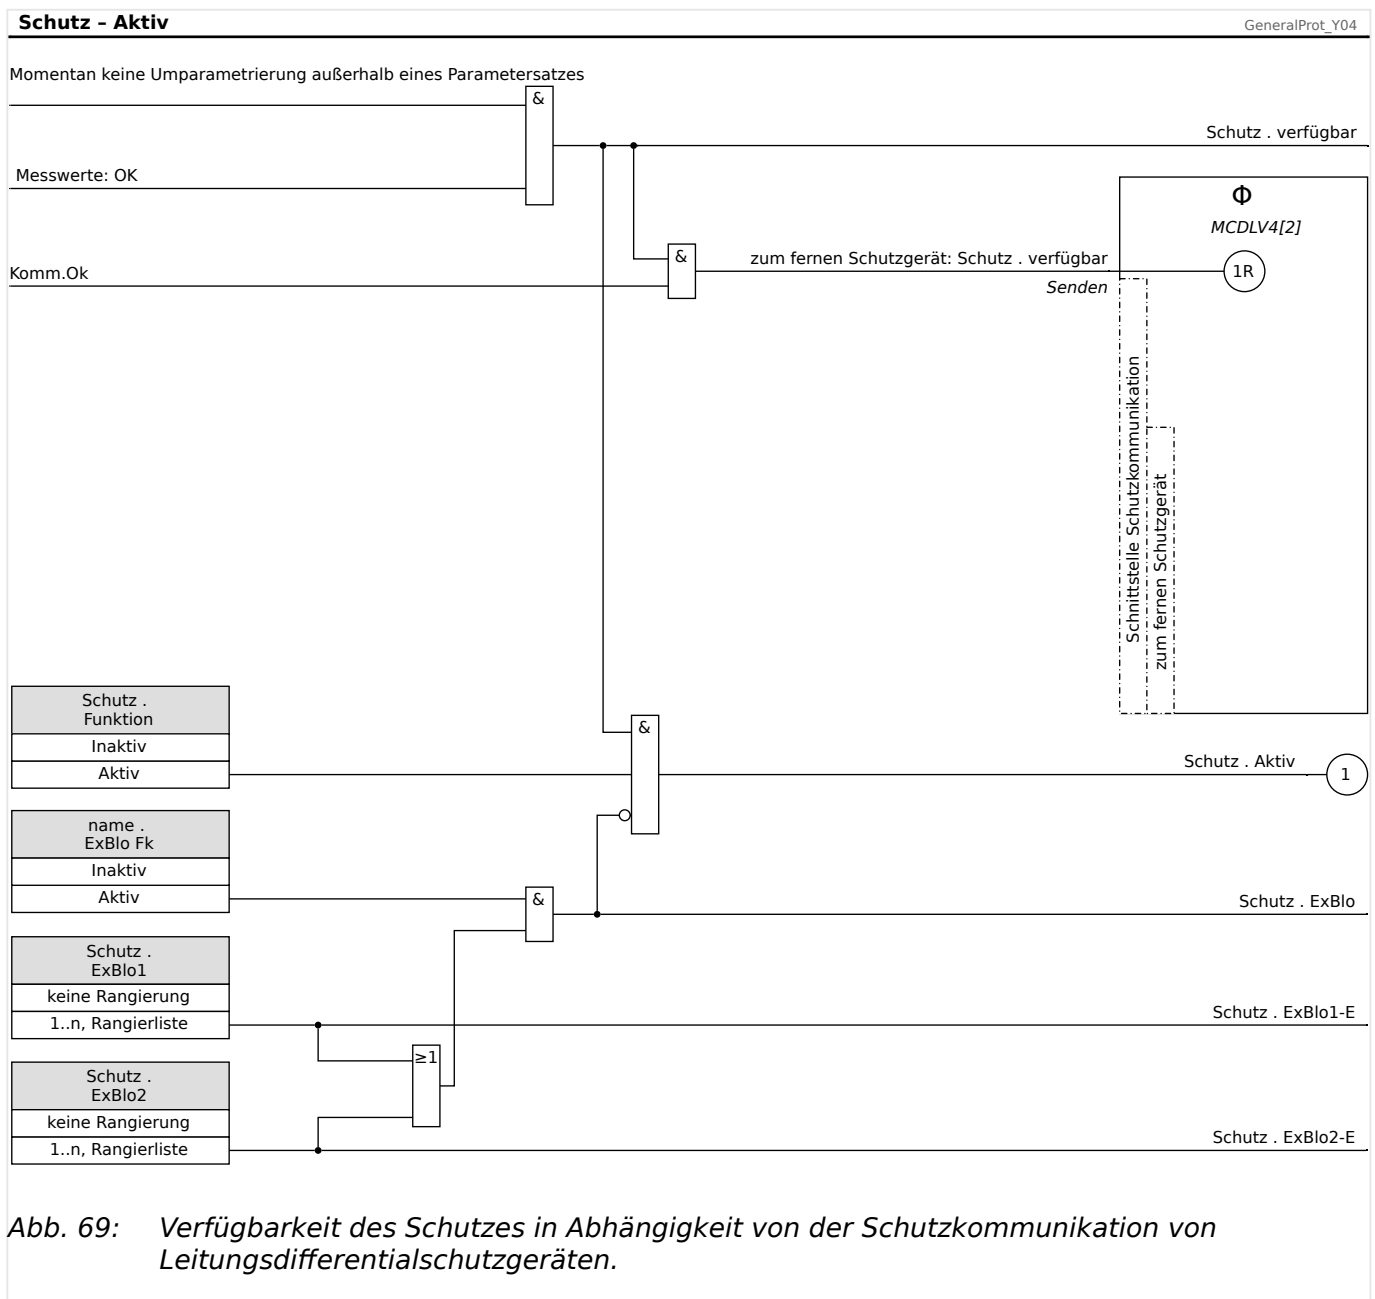 Schutz – Aktiv
GeneralProt_Y04
Momentan keine Umparametrierung außerhalb eines Parametersatzes
&
Schutz . verfügbar
Messwerte: OK
Φ
MCDLV4[2]
&
zum fernen Schutzgerät: Schutz . verfügbar
1R
Komm.Ok
Senden
Schnittstelle Schutzkommunikation
zum fernen Schutzgerät
Schutz .
Funktion
Inaktiv
Aktiv
&
Schutz . Aktiv
1
name .
ExBlo Fk
Inaktiv
Aktiv
&
Schutz . ExBlo
Schutz .
ExBlo1
keine Rangierung
1..n, Rangierliste
Schutz . ExBlo1-E
≥1
Schutz .
ExBlo2
keine Rangierung
1..n, Rangierliste
Schutz . ExBlo2-E
Abb. 69: Verfügbarkeit des Schutzes in Abhängigkeit von der Schutzkommunikation von
Leitungsdifferentialschutzgeräten.